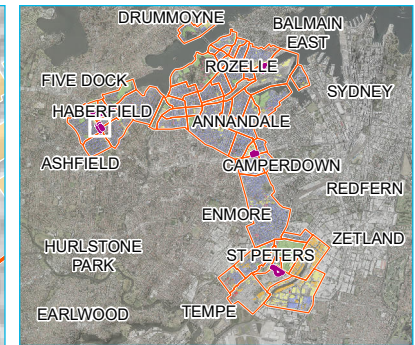 DRUMMOYNE
BALMAIN
EAST
ROZELLE
FIVE DOCK
SYDNEY
HABERFIELD
ANNANDALE
ASHFIELD
CAMPERDOWN
REDFERN
ENMORE
ZETLAND
HURLSTONE
PARK
ST PETERS
EARLWOOD
TEMPE